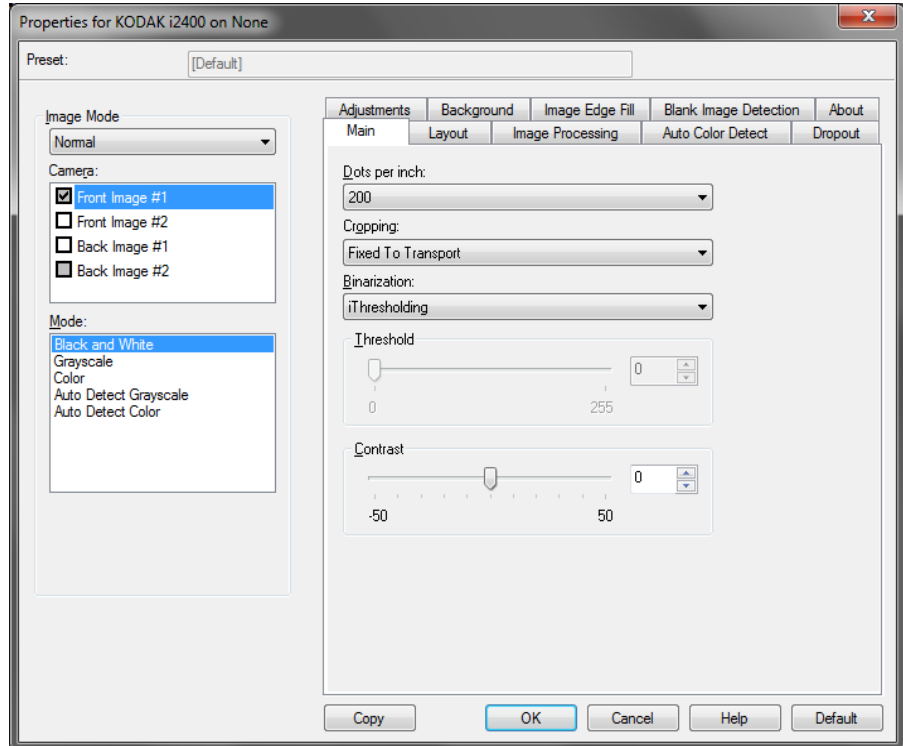 Properties for KODAK i2400 on None
Preset: [Default]
Image Mode
Normal
Camera:
Front Image #1
Front Image #2
Back Image #1
Back Image #2
Mode:
Black and White
Grayscale
Color
Auto Detect Grayscale
Auto Detect Color
Adjustments Background Image Edge Fill Blank Image Detection About
Main Layout Image Processing Auto Color Detect Dropout
Dots per inch:
200
Cropping:
Fixed To Transport
Binarization:
iThresholding
Threshold
0
0 255
Contrast
0
-50 50
Copy OK Cancel Help Default